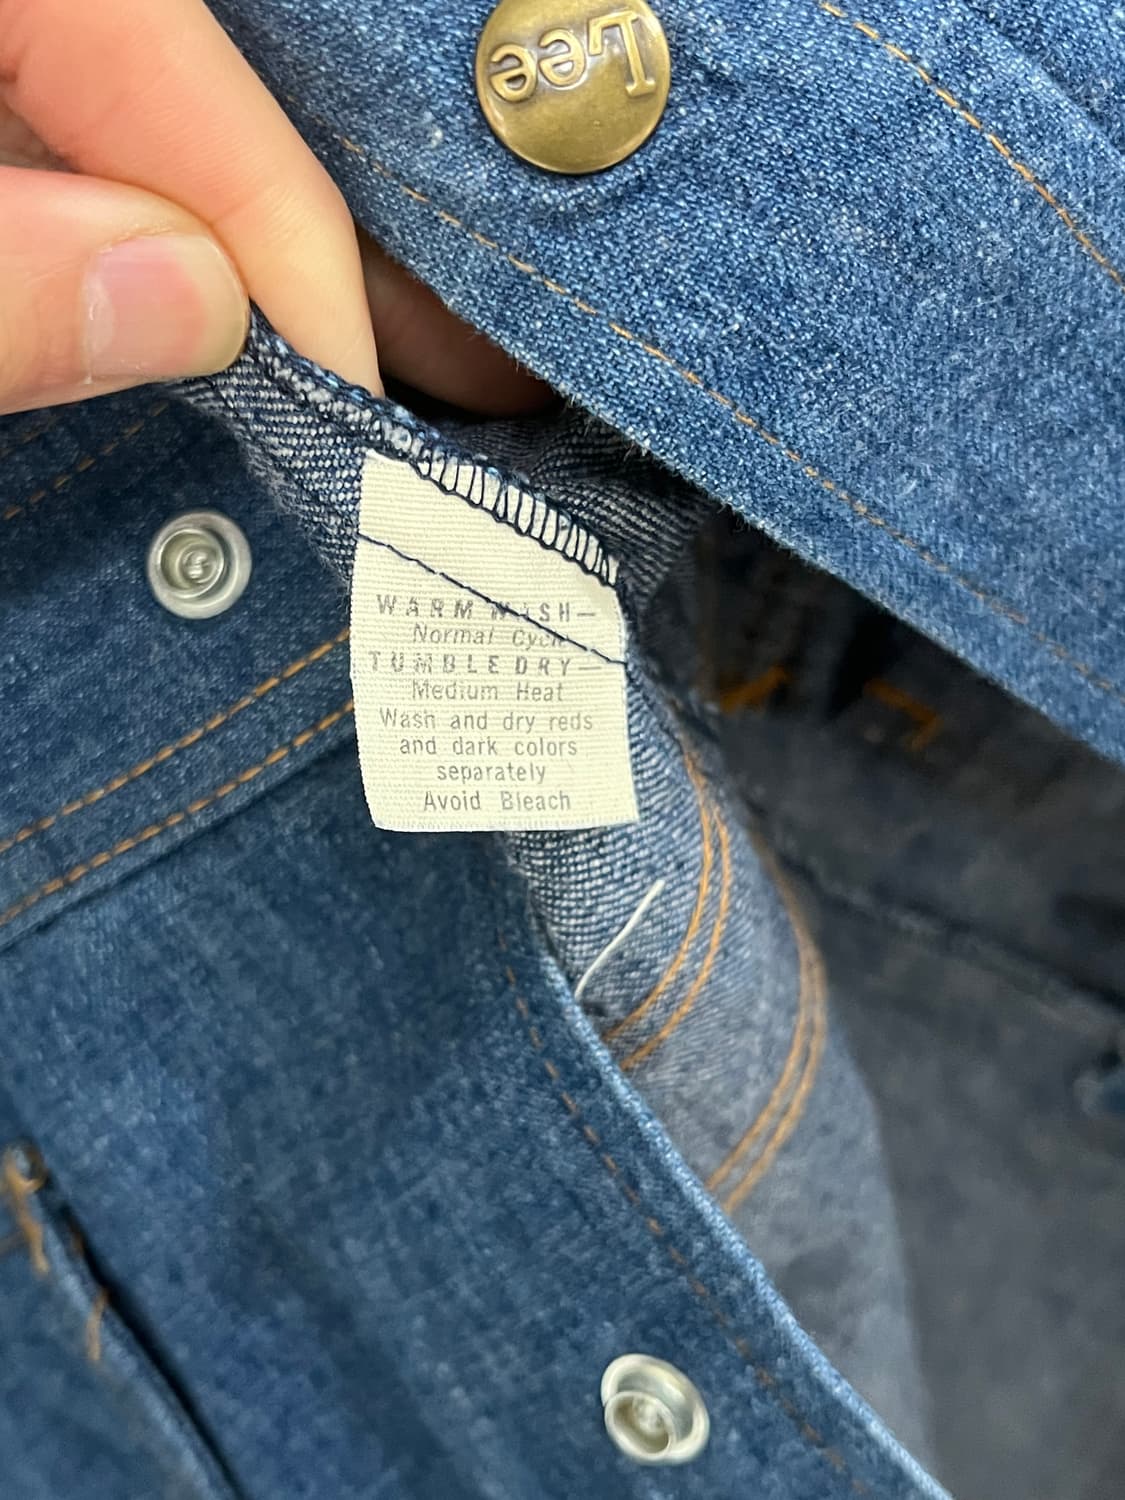 Lee
WARM WASH—
Normal Cycle
TUMBLE DRY—
Medium Heat
Wash and dry reds
and dark colors
separately
Avoid Bleach